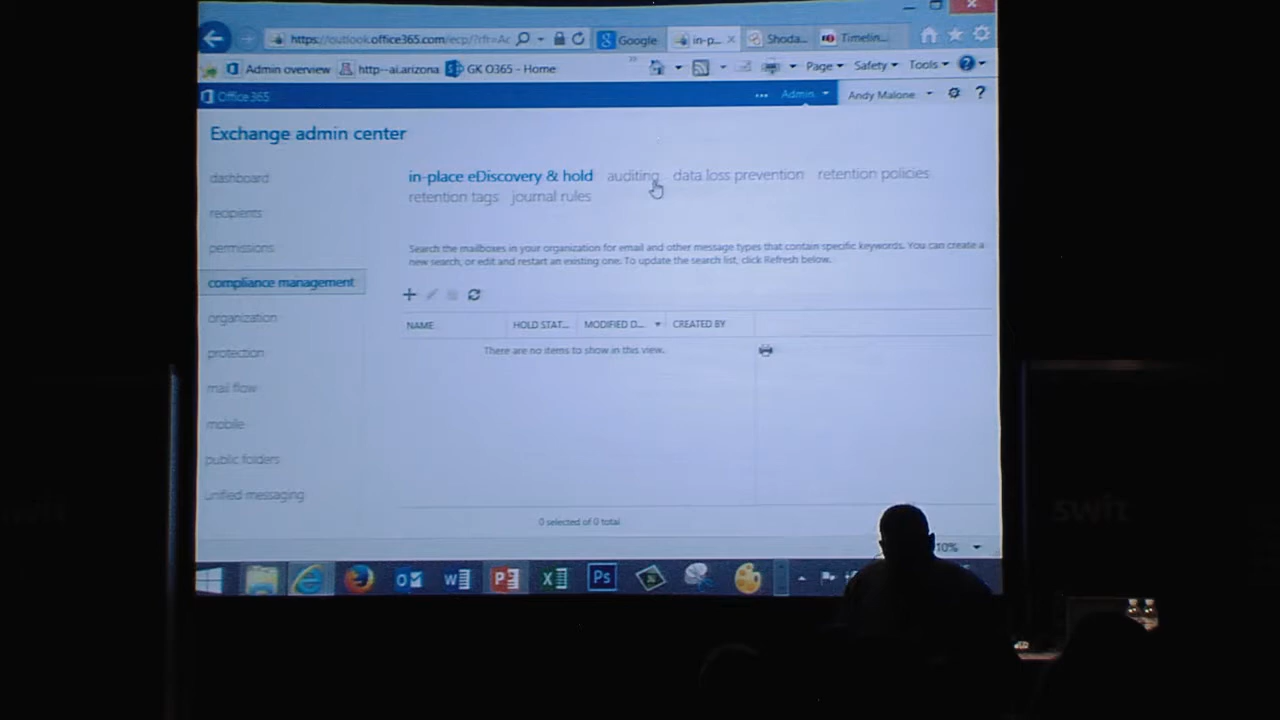 https://outlook.office365.com/ecp/?rfr=Ac
Google
in-p...
Shoda...
Timelin...
Admin overview
http--ai.arizona
GK O365 - Home
Page
Safety
Tools
Office 365
...
Admin
Andy Malone
?
Exchange admin center
dashboard
recipients
permissions
compliance management
organization
protection
mail flow
mobile
public folders
unified messaging
in-place eDiscovery & hold auditing data loss prevention retention policies
retention tags journal rules
Search the mailboxes in your organization for email and other message types that contain specific keywords. You can create a
new search, or edit and restart an existing one. To update the search list, click Refresh below.
NAME HOLD STAT... MODIFIED D... CREATED BY
There are no items to show in this view.
0 selected of 0 total
10%
Ps
swit